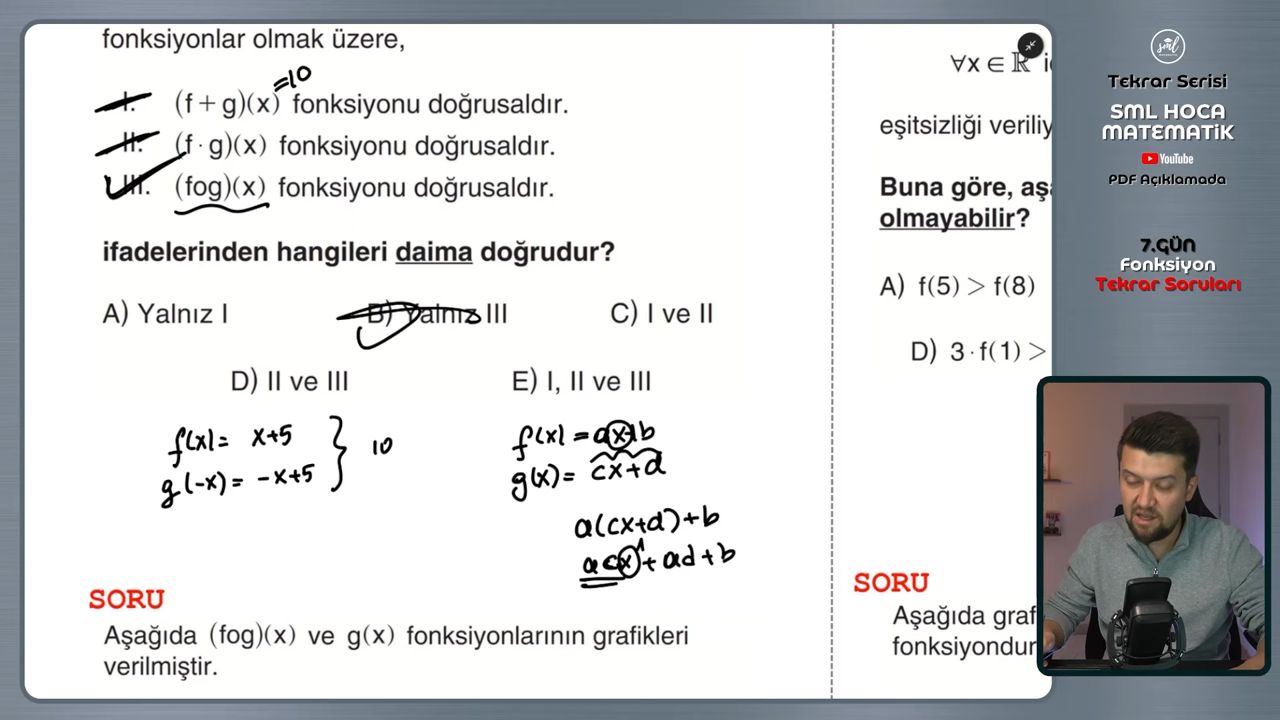 fonksiyonlar olmak üzere,
=10
I. (f + g)(x) fonksiyonu doğrusaldır.
II. (f · g)(x) fonksiyonu doğrusaldır.
III. (fog)(x) fonksiyonu doğrusaldır.
ifadelerinden hangileri daima doğrudur?
A) Yalnız I B) Yalnız III C) I ve II
D) II ve III E) I, II ve III
f(x) = x+5
g(-x) = -x+5
10
f(x) = ax+b
g(x) = cx+d
a(cx+d)+b
acx¹ + ad+b
SORU
Aşağıda (fog)(x) ve g(x) fonksiyonlarının grafikleri
verilmiştir.
∀x ∈ ℝ i
eşitsizliği veriliy
Buna göre, aşa
olmayabilir?
A) f(5) > f(8)
D) 3 · f(1) >
SORU
Aşağıda graf
fonksiyondur
sml
Tekrar Serisi
SML HOCA
MATEMATİK
YouTube
PDF Açıklamada
7.GÜN
Fonksiyon
Tekrar Soruları